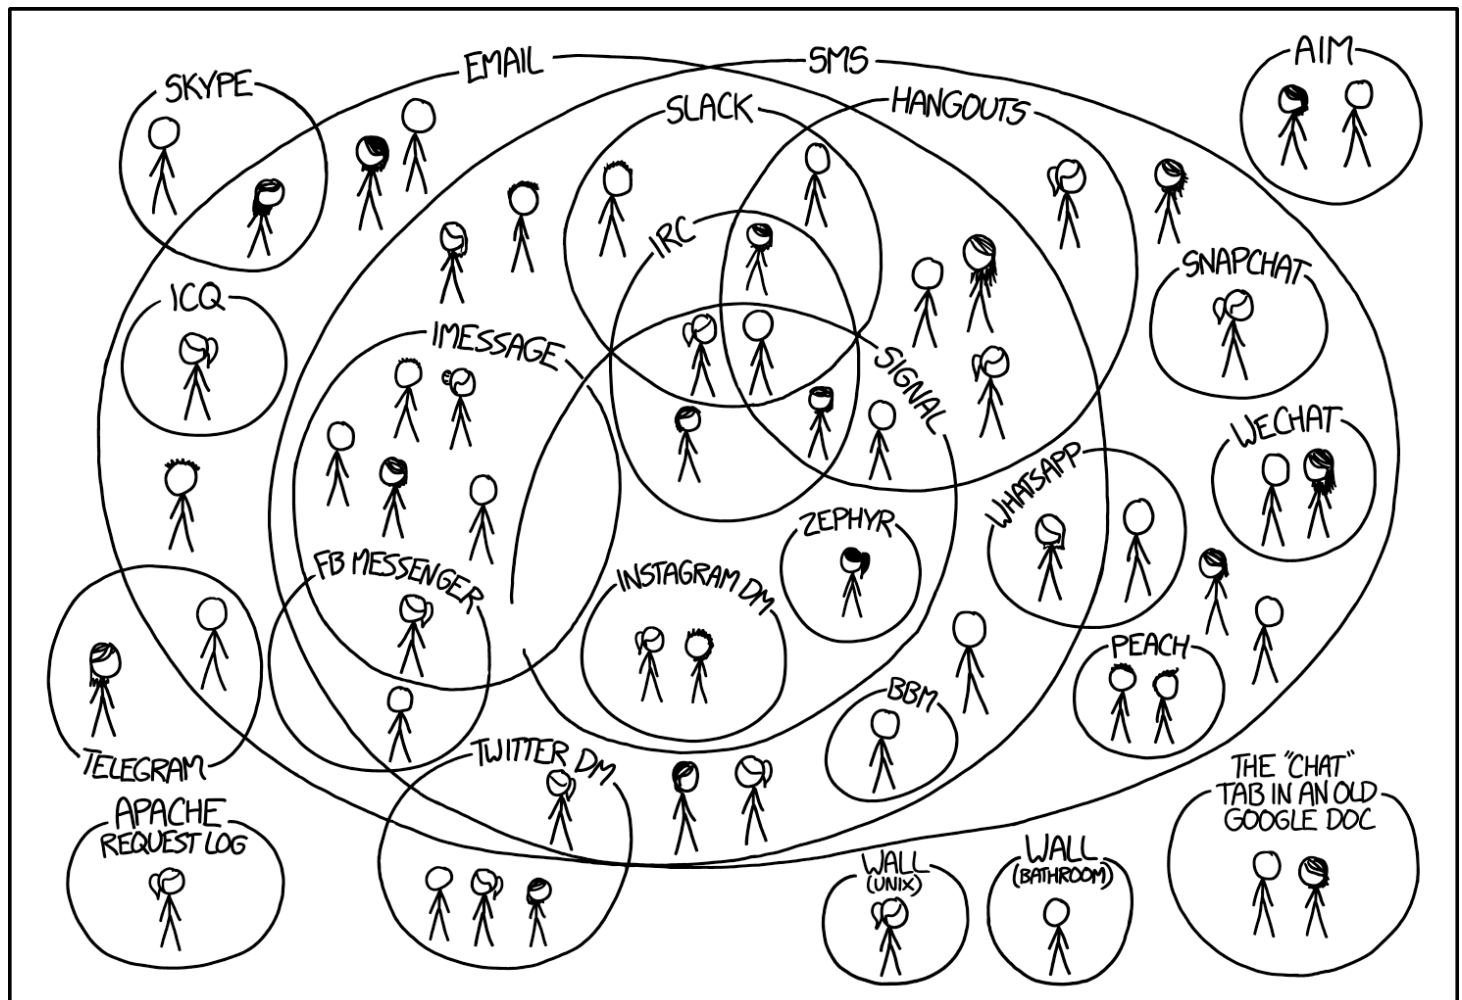 EMAIL
SMS
AIM
SKYPE
SLACK
HANGOUTS
IRC
SNAPCHAT
ICQ
IMESSAGE
SIGNAL
WECHAT
WHATSAPP
ZEPHYR
FB MESSENGER
INSTAGRAM DM
PEACH
BBM
TELEGRAM
TWITTER DM
THE "CHAT"
TAB IN AN OLD
GOOGLE DOC
APACHE
REQUEST LOG
WALL
(UNIX)
WALL
(BATHROOM)